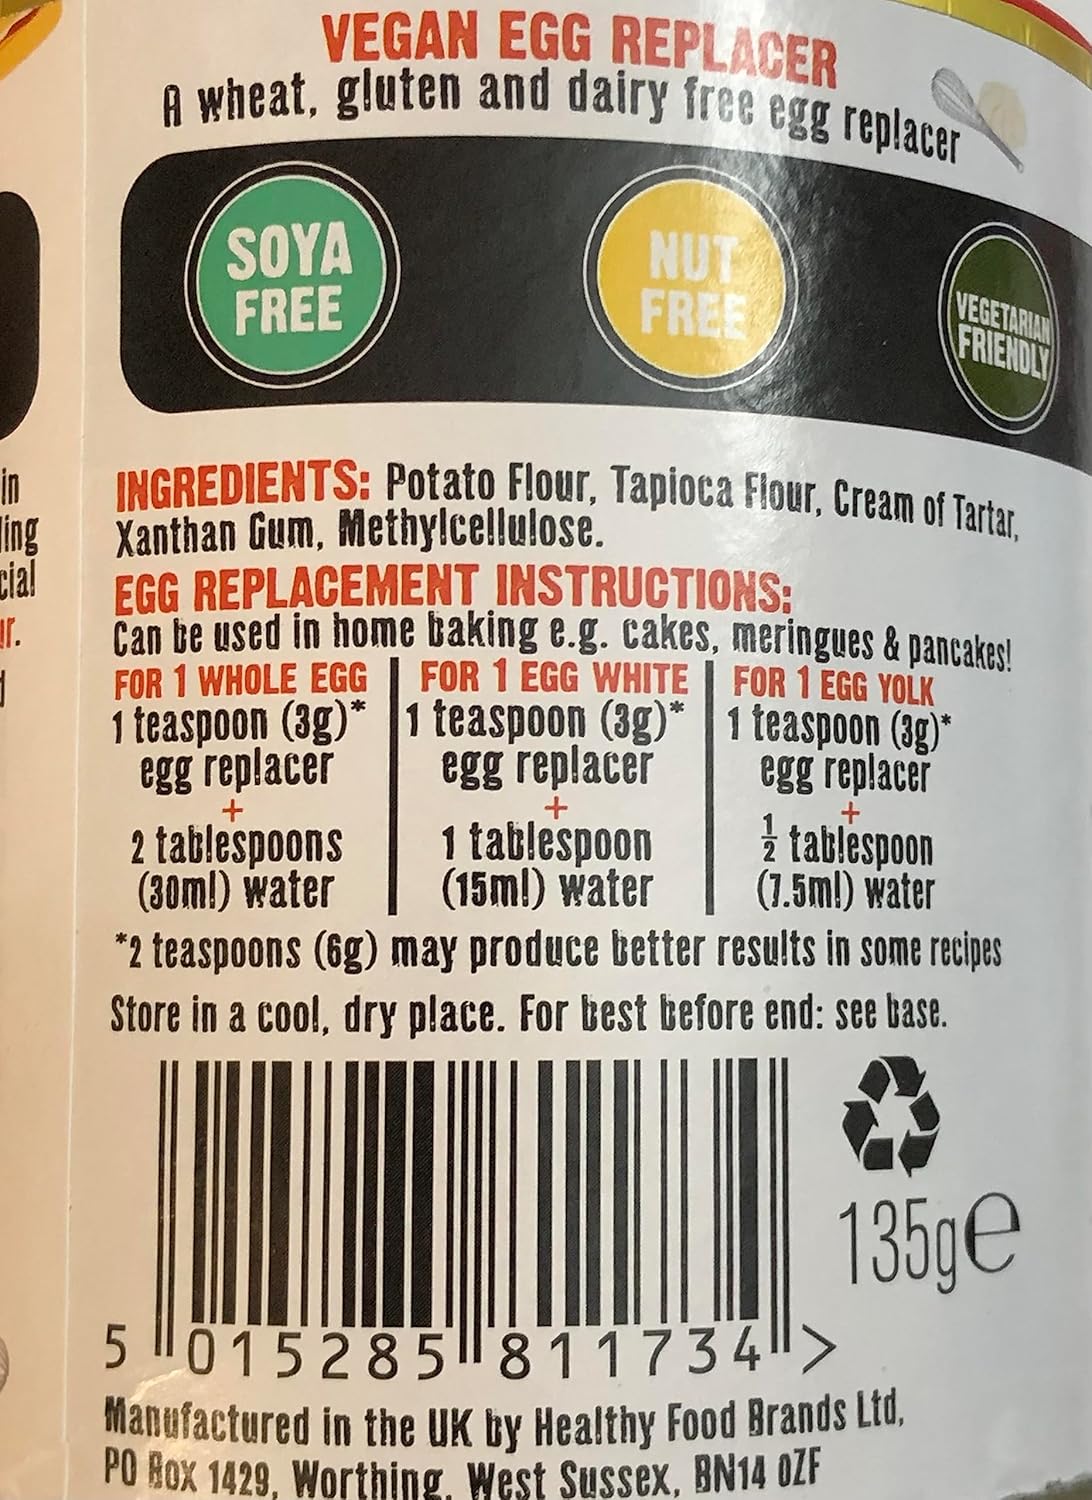 VEGAN EGG REPLACER
A wheat, gluten and dairy free egg replacer
SOYA
FREE
NUT
FREE
VEGETARIAN
FRIENDLY
in
ling
cial
ur.
INGREDIENTS: Potato Flour, Tapioca Flour, Cream of Tartar,
Xanthan Gum, Methylcellulose.
EGG REPLACEMENT INSTRUCTIONS:
Can be used in home baking e.g. cakes, meringues & pancakes!
FOR 1 WHOLE EGG
1 teaspoon (3g)*
egg replacer
+
2 tablespoons
(30ml) water
FOR 1 EGG WHITE
1 teaspoon (3g)*
egg replacer
+
1 tablespoon
(15ml) water
FOR 1 EGG YOLK
1 teaspoon (3g)*
egg replacer
+
½ tablespoon
(7.5ml) water
*2 teaspoons (6g) may produce better results in some recipes
Store in a cool, dry place. For best before end: see base.
135g℮
5 015285 811734 >
Manufactured in the UK by Healthy Food Brands Ltd,
PO Box 1429, Worthing, West Sussex, BN14 0ZF